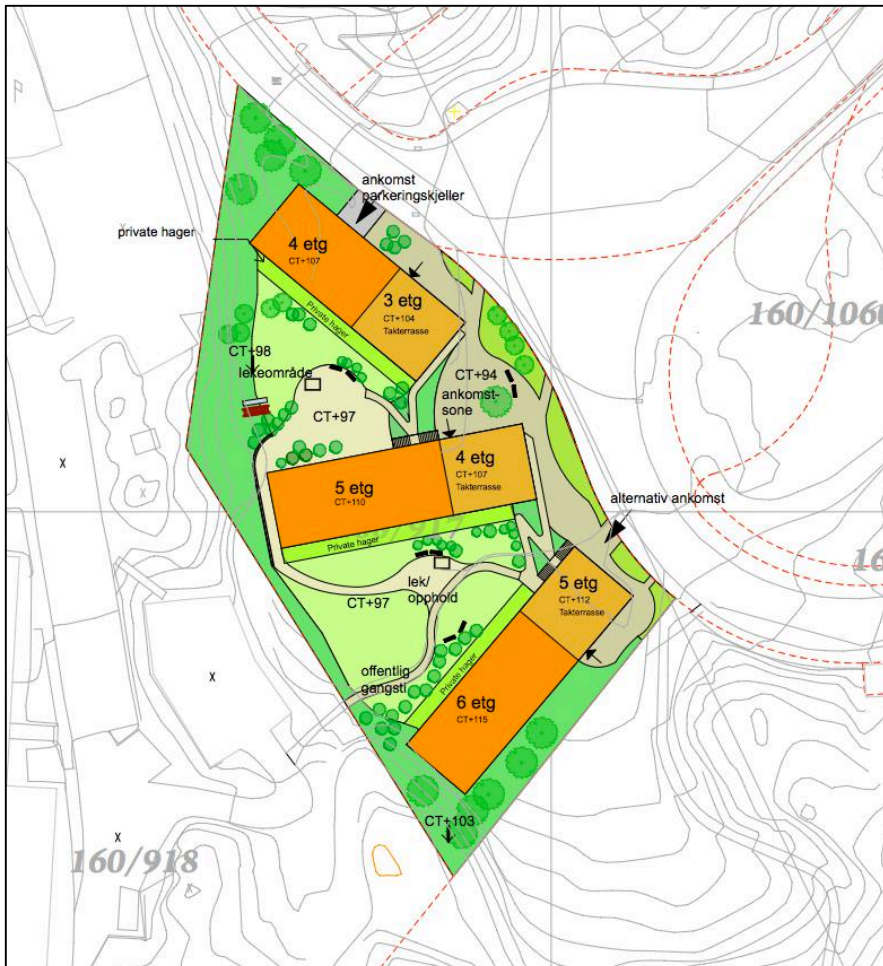 ankomst
parkeringskjeller
private hager
4 etg
CT+107
3 etg
CT+104
Takterrasse
Private hager
160/1060
CT+98
lekeområde
CT+94
ankomst-
sone
CT+97
4 etg
CT+107
Takterrasse
5 etg
CT+110
Private hager
alternativ ankomst
5 etg
CT+112
Takterrasse
lek/
opphold
CT+97
offentlig
gangsti
Private hager
6 etg
CT+115
CT+103
160/918
x
x
x